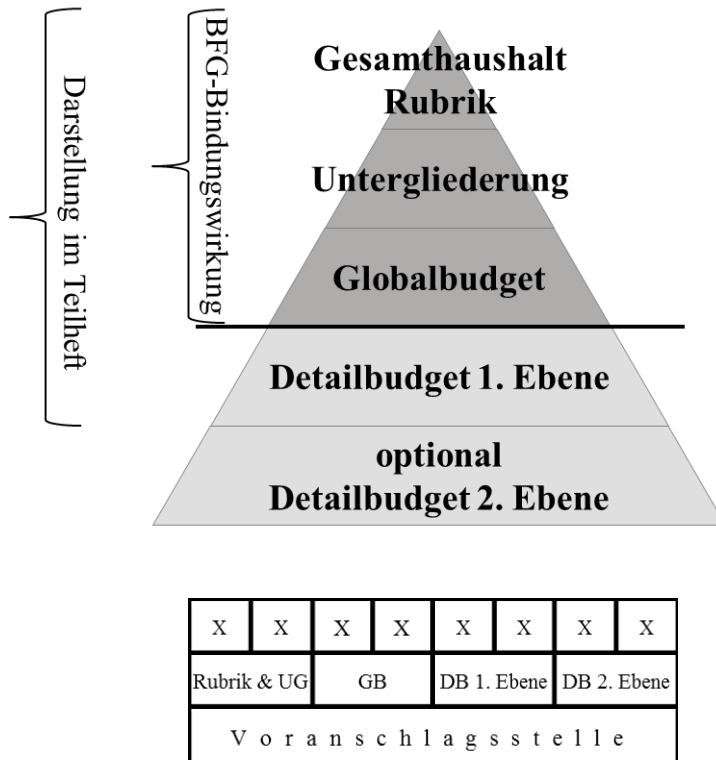 Darstellung im Teilheft
BFG-Bindungswirkung
Gesamthaushalt
Rubrik
Untergliederung
Globalbudget
Detailbudget 1. Ebene
optional
Detailbudget 2. Ebene
X X X X X X X X
Rubrik & UG GB DB 1. Ebene DB 2. Ebene
Voranschlagsstelle